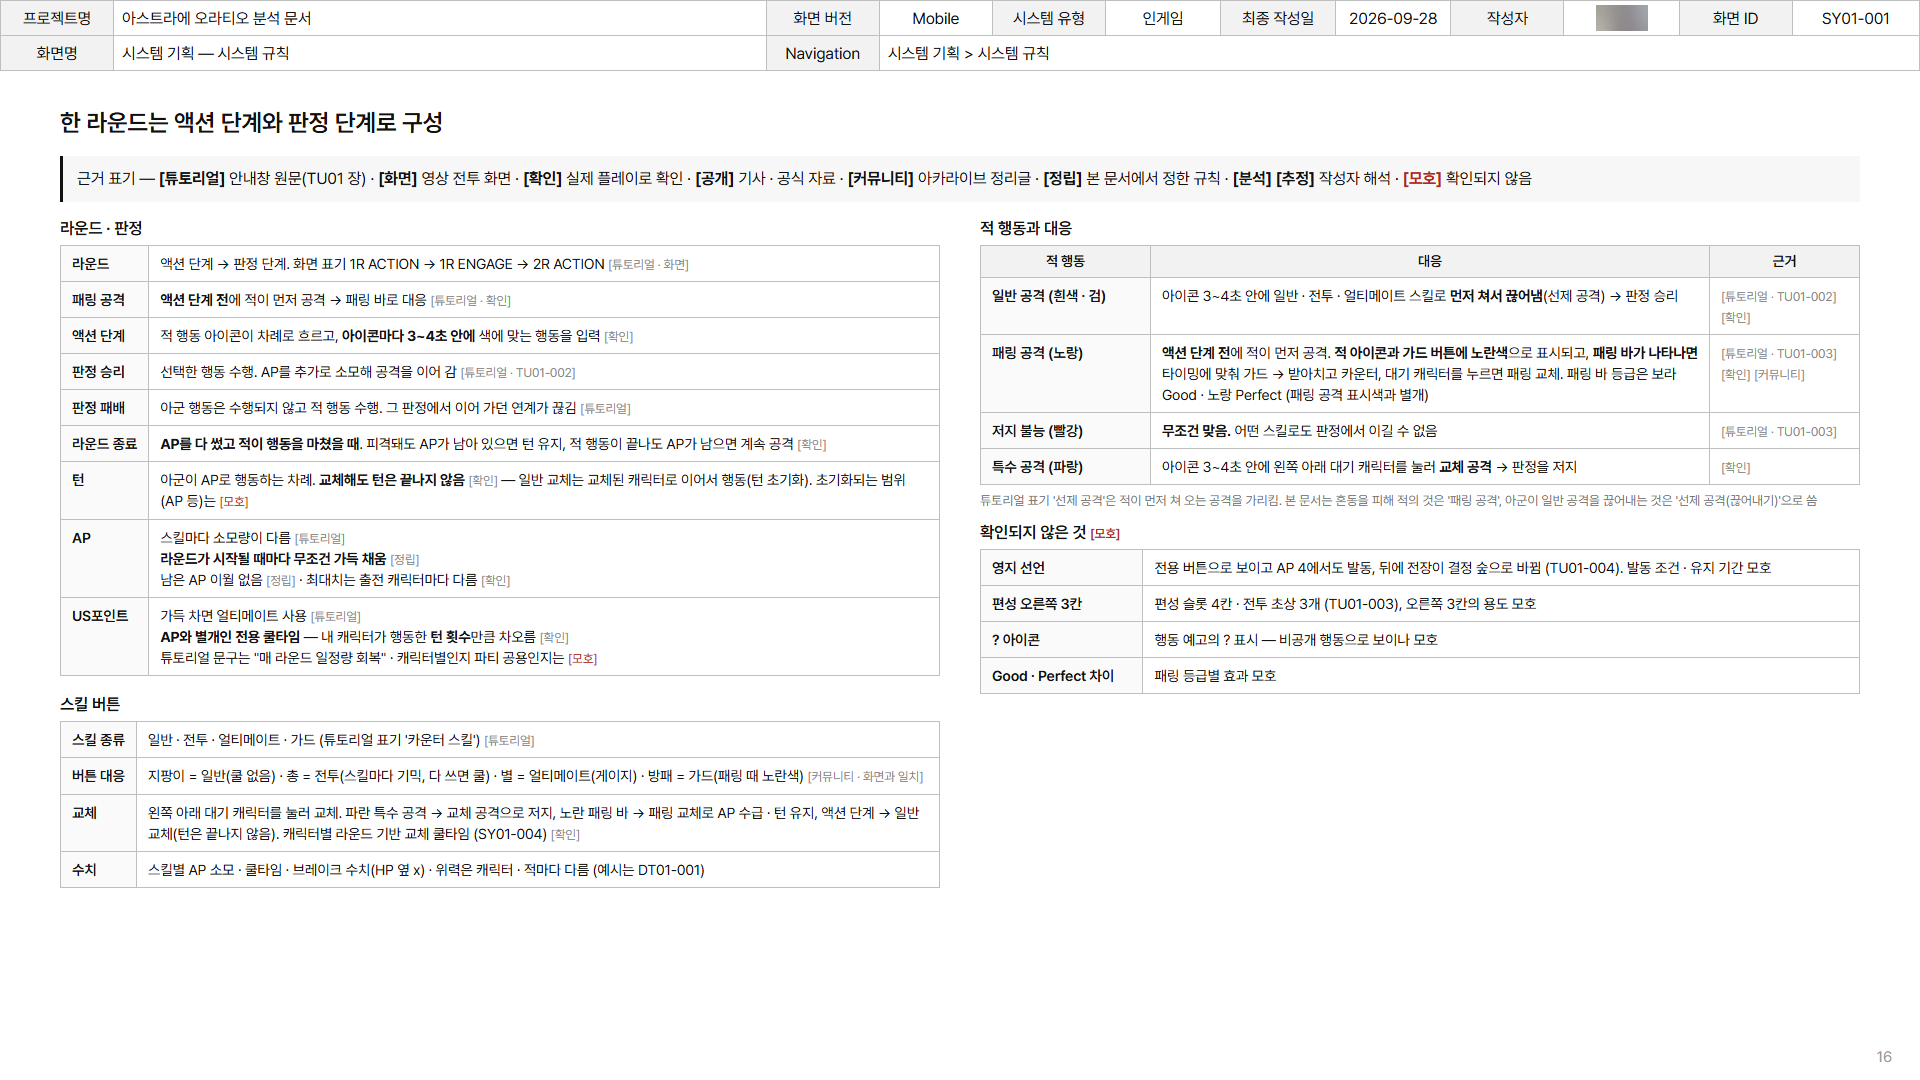 프로젝트명 아스트라에 오라티오 분석 문서 화면 버전 Mobile 시스템 유형 인게임 최종 작성일 2026-09-28 작성자 화면 ID SY01-001
화면명 시스템 기획 — 시스템 규칙 Navigation 시스템 기획 > 시스템 규칙
한 라운드는 액션 단계와 판정 단계로 구성
근거 표기 — [튜토리얼] 안내창 원문(TU01 장) · [화면] 영상 전투 화면 · [확인] 실제 플레이로 확인 · [공개] 기사 · 공식 자료 · [커뮤니티] 아카라이브 정리글 · [정립] 본 문서에서 정한 규칙 · [분석] [추정] 작성자 해석 · [모호] 확인되지 않음
라운드 · 판정
라운드 액션 단계 → 판정 단계. 화면 표기 1R ACTION → 1R ENGAGE → 2R ACTION [튜토리얼 · 화면]
패링 공격 액션 단계 전에 적이 먼저 공격 → 패링 바로 대응 [튜토리얼 · 확인]
액션 단계 적 행동 아이콘이 차례로 흐르고, 아이콘마다 3~4초 안에 색에 맞는 행동을 입력 [확인]
판정 승리 선택한 행동 수행. AP를 추가로 소모해 공격을 이어 감 [튜토리얼 · TU01-002]
판정 패배 아군 행동은 수행되지 않고 적 행동 수행. 그 판정에서 이어 가던 연계가 끊김 [튜토리얼]
라운드 종료 AP를 다 썼고 적이 행동을 마쳤을 때. 피격돼도 AP가 남아 있으면 턴 유지, 적 행동이 끝나도 AP가 남으면 계속 공격 [확인]
턴 아군이 AP로 행동하는 차례. 교체해도 턴은 끝나지 않음 [확인] — 일반 교체는 교체된 캐릭터로 이어서 행동(턴 초기화). 초기화되는 범위
(AP 등)는 [모호]
AP 스킬마다 소모량이 다름 [튜토리얼]
라운드가 시작될 때마다 무조건 가득 채움 [정립]
남은 AP 이월 없음 [정립] · 최대치는 출전 캐릭터마다 다름 [확인]
US포인트 가득 차면 얼티메이트 사용 [튜토리얼]
AP와 별개인 전용 쿨타임 — 내 캐릭터가 행동한 턴 횟수만큼 차오름 [확인]
튜토리얼 문구는 "매 라운드 일정량 회복" · 캐릭터별인지 파티 공용인지는 [모호]
스킬 버튼
스킬 종류 일반 · 전투 · 얼티메이트 · 가드 (튜토리얼 표기 '카운터 스킬') [튜토리얼]
버튼 대응 지팡이 = 일반(쿨 없음) · 총 = 전투(스킬마다 기믹, 다 쓰면 쿨) · 별 = 얼티메이트(게이지) · 방패 = 가드(패링 때 노란색) [커뮤니티 · 화면과 일치]
교체 왼쪽 아래 대기 캐릭터를 눌러 교체. 파란 특수 공격 → 교체 공격으로 저지, 노란 패링 바 → 패링 교체로 AP 수급 · 턴 유지, 액션 단계 → 일반
교체(턴은 끝나지 않음). 캐릭터별 라운드 기반 교체 쿨타임 (SY01-004) [확인]
수치 스킬별 AP 소모 · 쿨타임 · 브레이크 수치(HP 옆 x) · 위력은 캐릭터 · 적마다 다름 (예시는 DT01-001)
적 행동과 대응
적 행동 대응 근거
일반 공격 (흰색 · 검) 아이콘 3~4초 안에 일반 · 전투 · 얼티메이트 스킬로 먼저 쳐서 끊어냄(선제 공격) → 판정 승리 [튜토리얼 · TU01-002]
[확인]
패링 공격 (노랑) 액션 단계 전에 적이 먼저 공격. 적 아이콘과 가드 버튼에 노란색으로 표시되고, 패링 바가 나타나면 [튜토리얼 · TU01-003]
타이밍에 맞춰 가드 → 받아치고 카운터, 대기 캐릭터를 누르면 패링 교체. 패링 바 등급은 보라 [확인] [커뮤니티]
Good · 노랑 Perfect (패링 공격 표시색과 별개)
저지 불능 (빨강) 무조건 맞음. 어떤 스킬로도 판정에서 이길 수 없음 [튜토리얼 · TU01-003]
특수 공격 (파랑) 아이콘 3~4초 안에 왼쪽 아래 대기 캐릭터를 눌러 교체 공격 → 판정을 저지 [확인]
튜토리얼 표기 '선제 공격'은 적이 먼저 쳐 오는 공격을 가리킴. 본 문서는 혼동을 피해 적의 것은 '패링 공격', 아군이 일반 공격을 끊어내는 것은 '선제 공격(끊어내기)'으로 씀
확인되지 않은 것 [모호]
영지 선언 전용 버튼으로 보이고 AP 4에서도 발동, 뒤에 전장이 결정 숲으로 바뀜 (TU01-004). 발동 조건 · 유지 기간 모호
편성 오른쪽 3칸 편성 슬롯 4칸 · 전투 초상 3개 (TU01-003), 오른쪽 3칸의 용도 모호
? 아이콘 행동 예고의 ? 표시 — 비공개 행동으로 보이나 모호
Good · Perfect 차이 패링 등급별 효과 모호
16